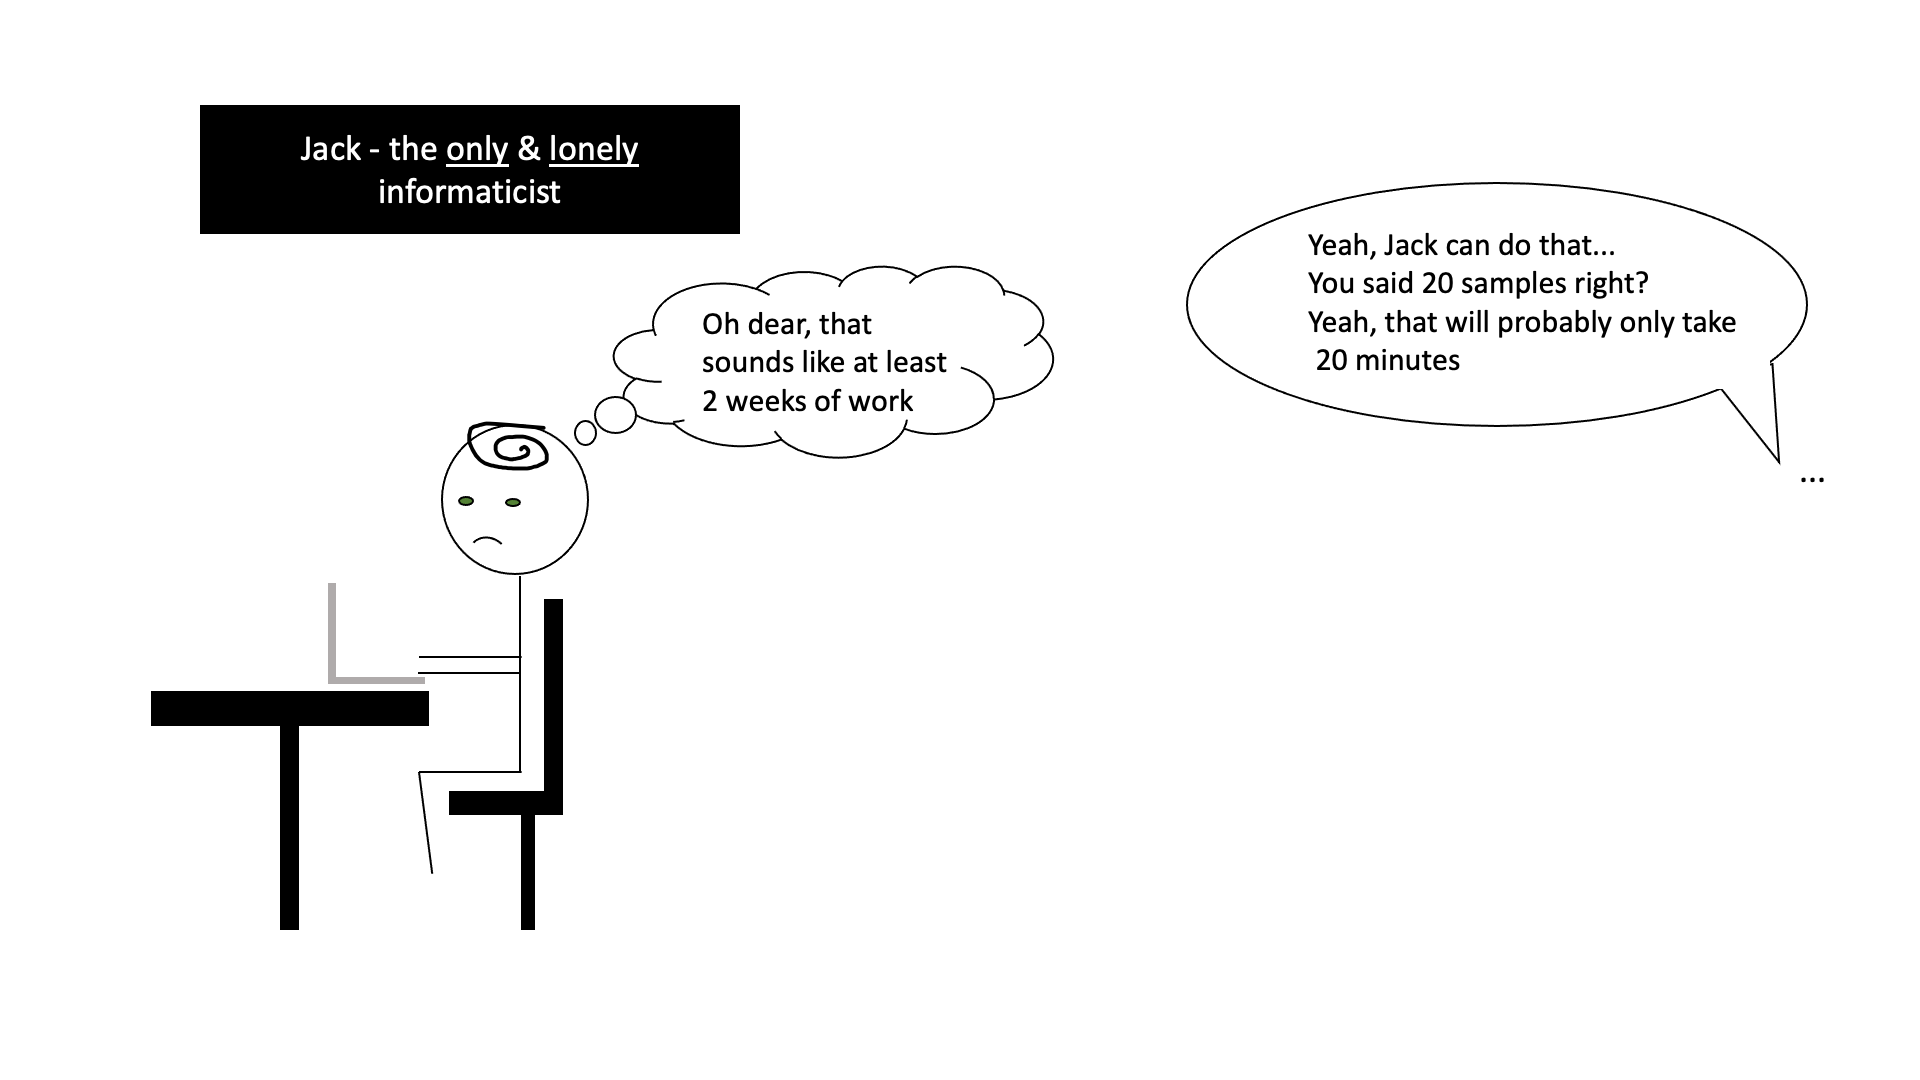 Jack - the only & lonely
informaticist
Oh dear, that
sounds like at least
2 weeks of work
Yeah, Jack can do that...
You said 20 samples right?
Yeah, that will probably only take
20 minutes
...